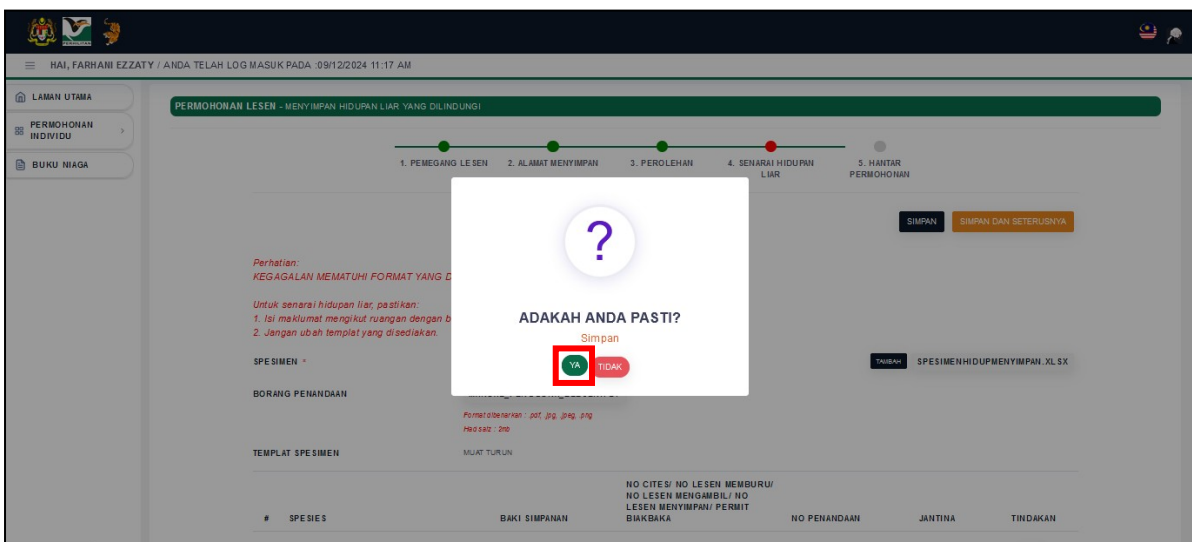 HAI, FARHANI EZZATY / ANDA TELAH LOG MASUK PADA :09/12/2024 11:17 AM
LAMAN UTAMA
PERMOHONAN
INDIVIDU
BUKU NIAGA
PERMOHONAN LESEN - MENYIMPAN HIDUPAN LIAR YANG DILINDUNGI
1. PEMEGANG LESEN 2. ALAMAT MENYIMPAN 3. PEROLEHAN 4. SENARAI HIDUPAN LIAR 5. HANTAR PERMOHONAN
SIMPAN SIMPAN DAN SETERUSNYA
Perhatian:
KEGAGALAN MEMATUHI FORMAT YANG D
Untuk senarai hidupan liar, pastikan:
1. Isi maklumat mengikut ruangan dengan b
2. Jangan ubah templat yang disediakan.
?
ADAKAH ANDA PASTI?
Simpan
YA TIDAK
SPESIMEN * TAMBAH SPESIMENHIDUPMENYIMPAN.XLSX
BORANG PENANDAAN
Format dibenarkan : .pdf, .jpg, .jpeg, .png
Had saiz : 2mb
TEMPLAT SPESIMEN MUAT TURUN
# SPESIES BAKI SIMPANAN NO CITES/ NO LESEN MEMBURU/ NO LESEN MENGAMBIL/ NO LESEN MENYIMPAN/ PERMIT BIAKBAKA NO PENANDAAN JANTINA TINDAKAN